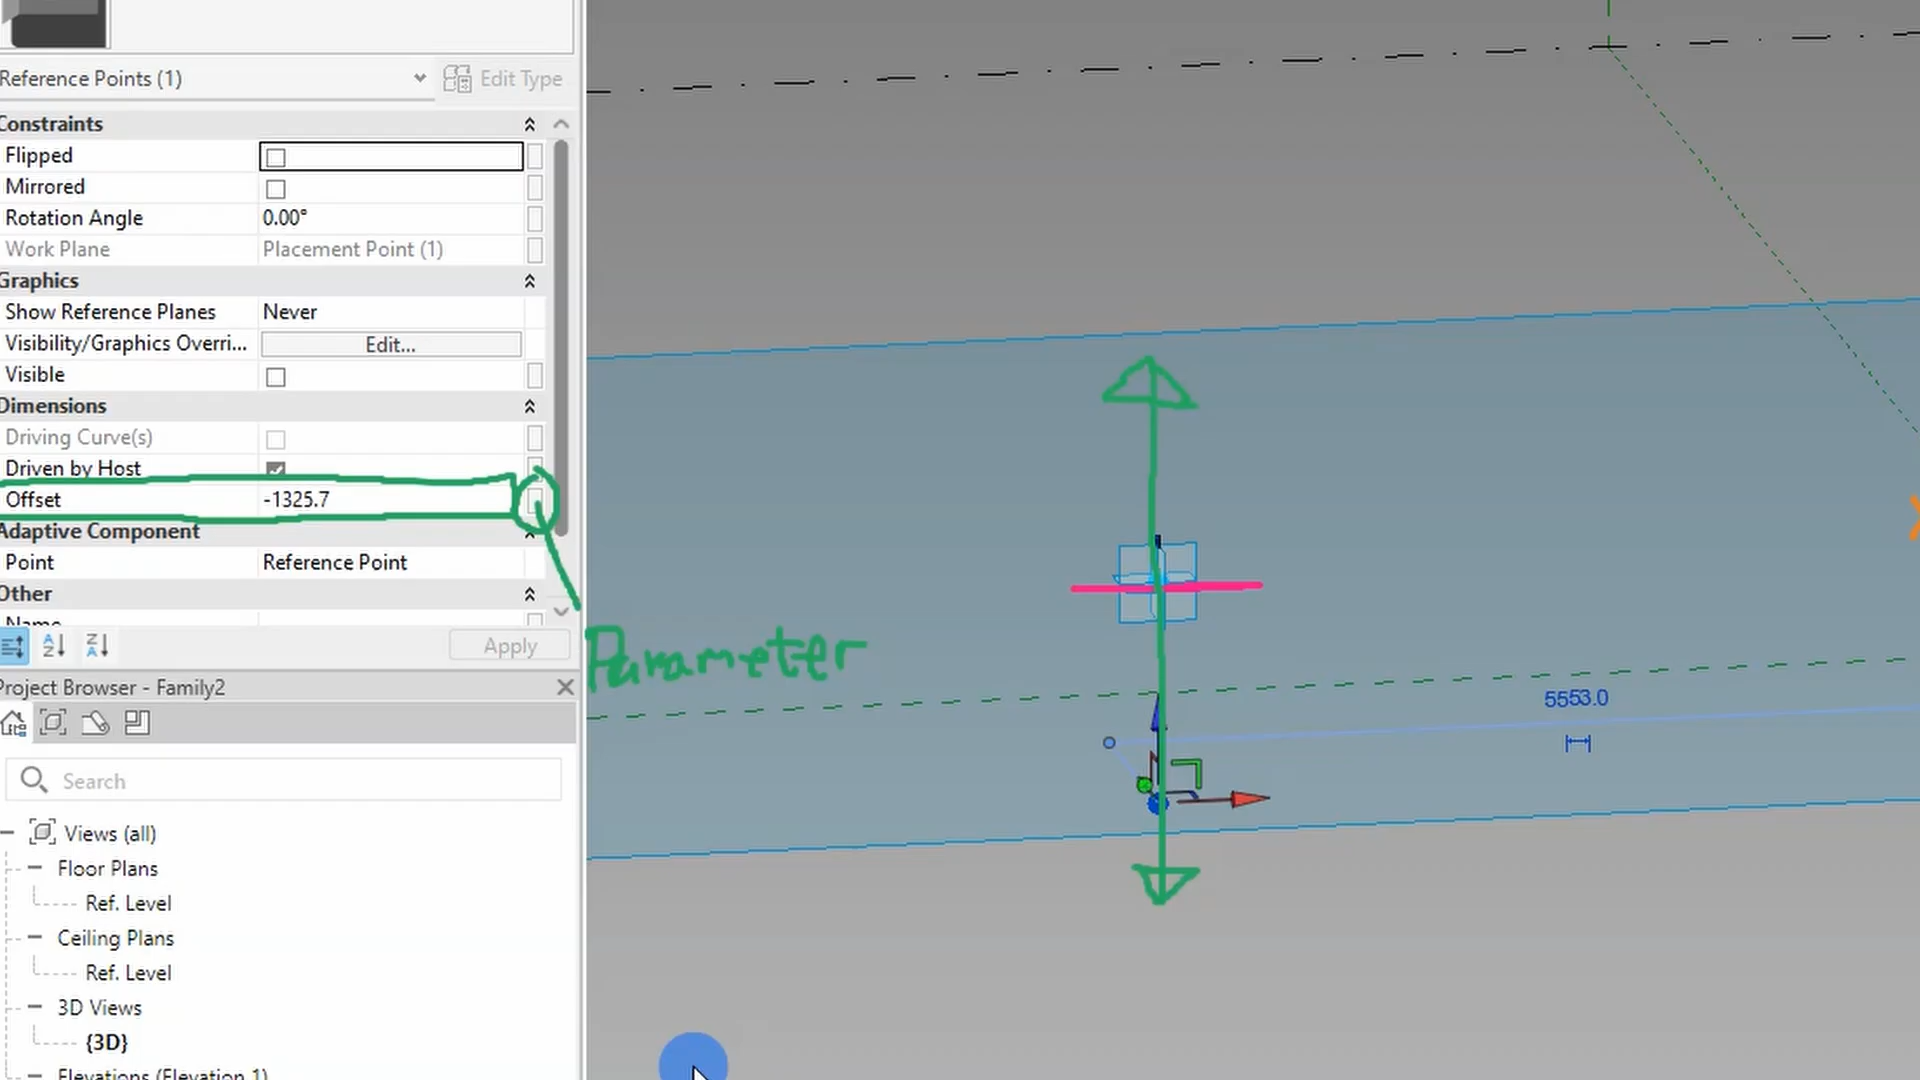 Reference Points (1)
Edit Type
Constraints
Flipped
Mirrored
Rotation Angle 0.00°
Work Plane Placement Point (1)
Graphics
Show Reference Planes Never
Visibility/Graphics Overri... Edit...
Visible
Dimensions
Driving Curve(s)
Driven by Host
Offset -1325.7
Adaptive Component
Point Reference Point
Other
Name
Apply
Project Browser - Family2
Search
Views (all)
Floor Plans
Ref. Level
Ceiling Plans
Ref. Level
3D Views
{3D}
Elevations (Elevation 1)
Parameter
5553.0